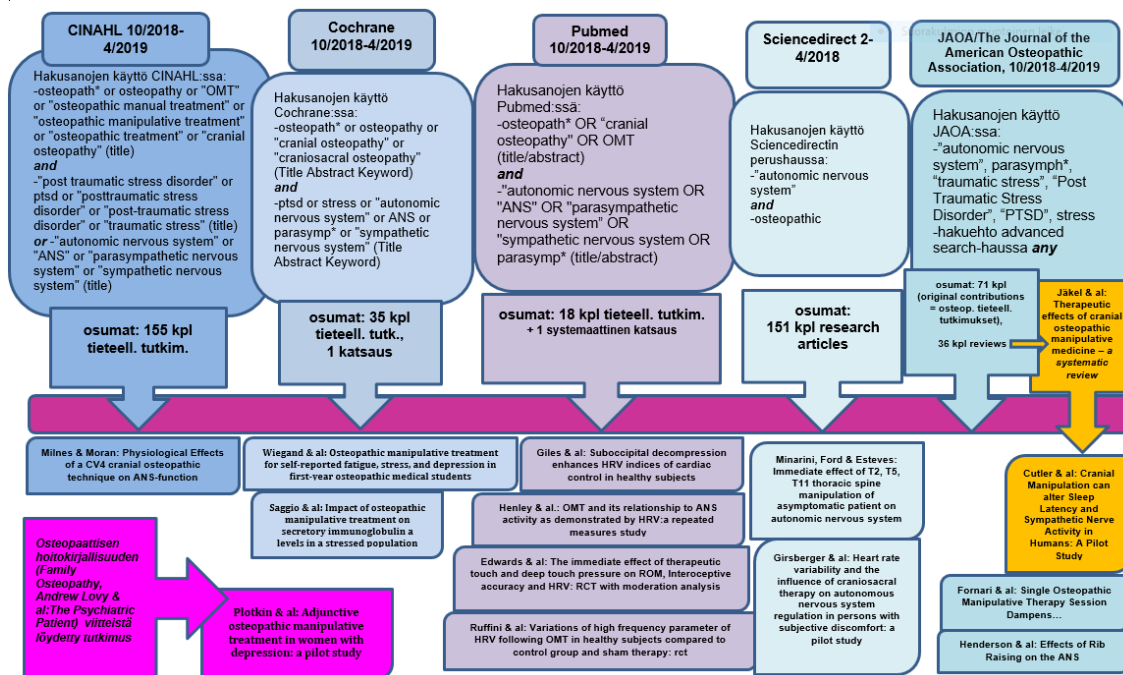 CINAHL 10/2018-
4/2019
Hakusanojen käyttö CINAHL:ssa:
-osteopath* or osteopathy or "OMT"
or "osteopathic manual treatment" or
"osteopathic manipulative treatment"
or "osteopathic treatment" or "cranial
osteopathy" (title)
and
-"post traumatic stress disorder" or
ptsd or "posttraumatic stress
disorder" or "post-traumatic stress
disorder" or "traumatic stress" (title)
or -"autonomic nervous system" or
"ANS" or "parasympathetic nervous
system" or "sympathetic nervous
system" (title)
osumat: 155 kpl
tieteell. tutkim.
Cochrane
10/2018-4/2019
Hakusanojen käyttö
Cochrane:ssa:
-osteopath* or osteopathy or
"cranial osteopathy" or
"craniosacral osteopathy"
(Title Abstract Keyword)
and
-ptsd or stress or "autonomic
nervous system" or ANS or
parasymp* or "sympathetic
nervous system" (Title
Abstract Keyword)
osumat: 35 kpl
tieteell. tutk.,
1 katsaus
Pubmed
10/2018-4/2019
Hakusanojen käyttö
Pubmed:ssä:
-osteopath* OR “cranial
osteopathy" OR OMT
(title/abstract)
and
-"autonomic nervous system OR
"ANS" OR "parasympathetic
nervous system” OR
"sympathetic nervous system OR
parasymp* (title/abstract)
osumat: 18 kpl tieteell. tutkim.
+ 1 systemaattinen katsaus
Sciencedirect 2-
4/2018
Hakusanojen käyttö
Sciencedirectin
perushaussa:
-”autonomic nervous
system”
and
-osteopathic
osumat:
151 kpl research
articles
JAOA/The Journal of the
American Osteopathic
Association, 10/2018-4/2019
Hakusanojen käyttö
JAOA:ssa:
-”autonomic nervous
system”, parasymph*,
“traumatic stress”, “Post
Traumatic Stress
Disorder”, “PTSD”, stress
-hakuehto advanced
search-haussa any
osumat: 71 kpl
(original contributions
= osteop. tieteell.
tutkimukset),
36 kpl reviews
Jäkel & al: Therapeutic
effects of cranial
osteopathic
manipulative
medicine – a
systematic
review
Milnes & Moran: Physiological Effects
of a CV4 cranial osteopathic
technique on ANS-function
Wiegand & al: Osteopathic manipulative treatment
for self-reported fatigue, stress, and depression in
first-year osteopathic medical students
Saggio & al: Impact of osteopathic
manipulative treatment on
secretory immunoglobulin a
levels in a stressed population
Giles & al: Suboccipital decompression
enhances HRV indices of cardiac
control in healthy subjects
Henley & al.: OMT and its relationship to ANS
activity as demonstrated by HRV:a repeated
measures study
Edwards & al: The immediate effect of therapeutic
touch and deep touch pressure on ROM, Interoceptive
accuracy and HRV: RCT with moderation analysis
Ruffini & al: Variations of high frequency parameter of
HRV following OMT in healthy subjects compared to
control group and sham therapy: rct
Minarini, Ford & Esteves:
Immediate effect of T2, T5,
T11 thoracic spine
manipulation of
asymptomatic patient on
autonomic nervous system
Girsberger & al: Heart rate
variability and the
influence of craniosacral
therapy on autonomous
nervous system
regulation in persons with
subjective discomfort: a
pilot study
Cutler & al: Cranial
Manipulation can
alter Sleep
Latency and
Sympathetic Nerve
Activity in
Humans: A Pilot
Study
Fornari & al: Single Osteopathic
Manipulative Therapy Session
Dampens…
Henderson & al: Effects of Rib
Raising on the ANS
Osteopaattisen
hoitokirjallisuuden
(Family
Osteopathy,
Andrew Lovy &
al:The Psychiatric
Patient) viitteistä
löydetty tutkimus
Plotkin & al: Adjunctive
osteopathic manipulative
treatment in women with
depression: a pilot study